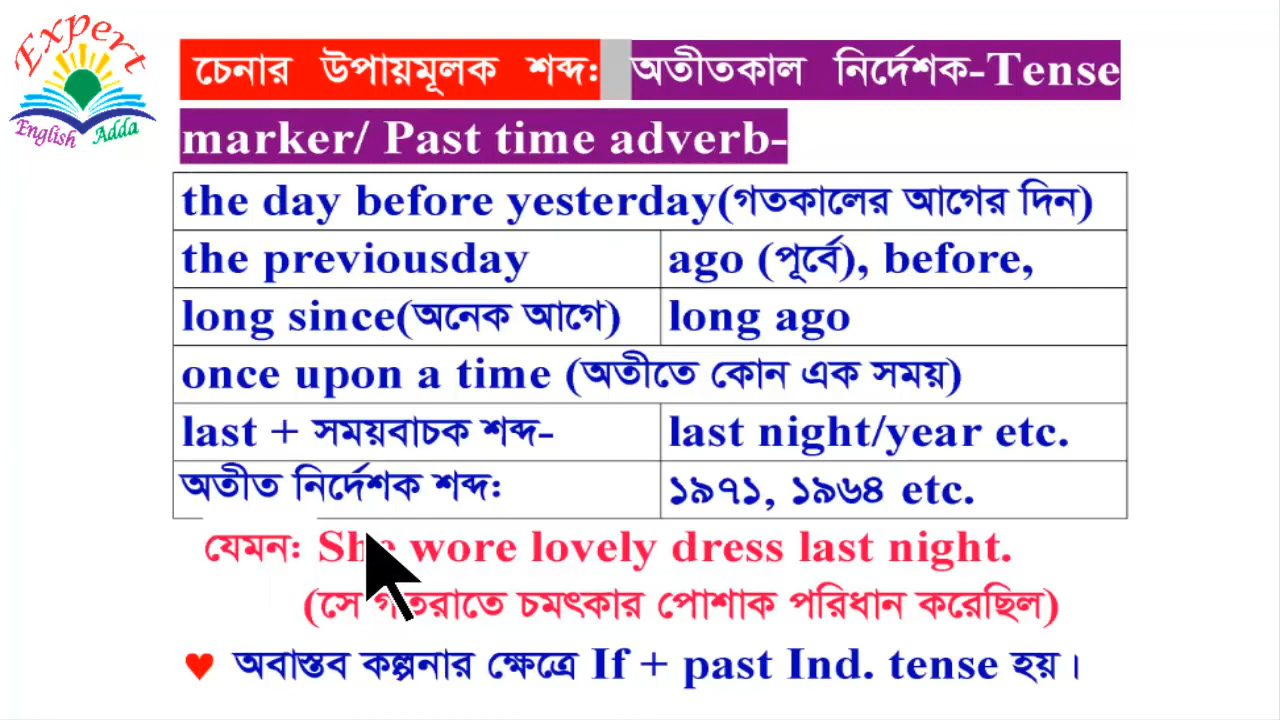 Expert
English Adda
চেনার উপায়মূলক শব্দ: অতীতকাল নির্দেশক-Tense
marker/ Past time adverb-
the day before yesterday(গতকালের আগের দিন)
the previousday ago (পূর্বে), before,
long since(অনেক আগে) long ago
once upon a time (অতীতে কোন এক সময়)
last + সময়বাচক শব্দ- last night/year etc.
অতীত নির্দেশক শব্দ: ১৯৭১, ১৯৬৪ etc.
যেমন: She wore lovely dress last night.
(সে গতরাতে চমৎকার পোশাক পরিধান করেছিল)
♥ অবাস্তব কল্পনার ক্ষেত্রে If + past Ind. tense হয়।